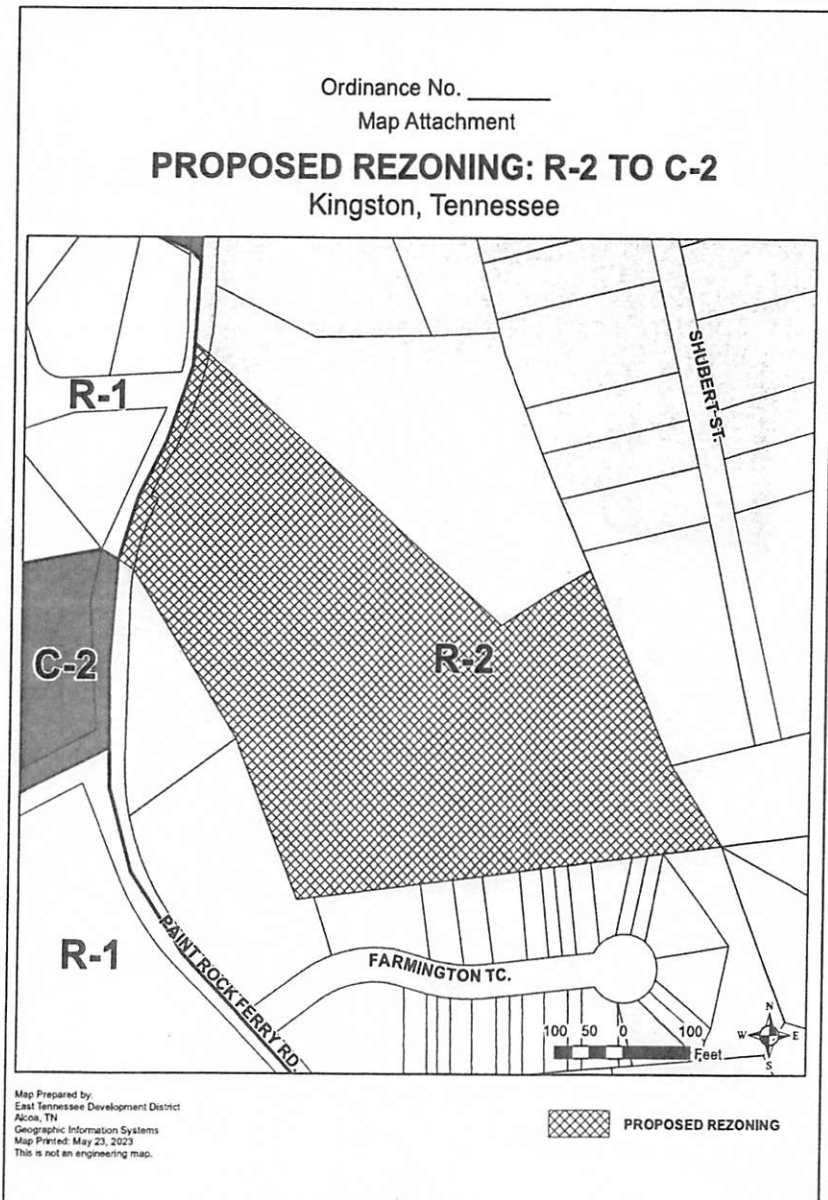 Ordinance No. ______
Map Attachment
PROPOSED REZONING: R-2 TO C-2
Kingston, Tennessee
R-1
SHUBERT ST.
C-2
R-2
R-1
PAINT ROCK FERRY RD.
FARMINGTON TC.
100 50 0 100
Feet
N
W E
S
Map Prepared by:
East Tennessee Development District
Alcoa, TN
Geographic Information Systems
Map Printed: May 23, 2023
This is not an engineering map.
PROPOSED REZONING